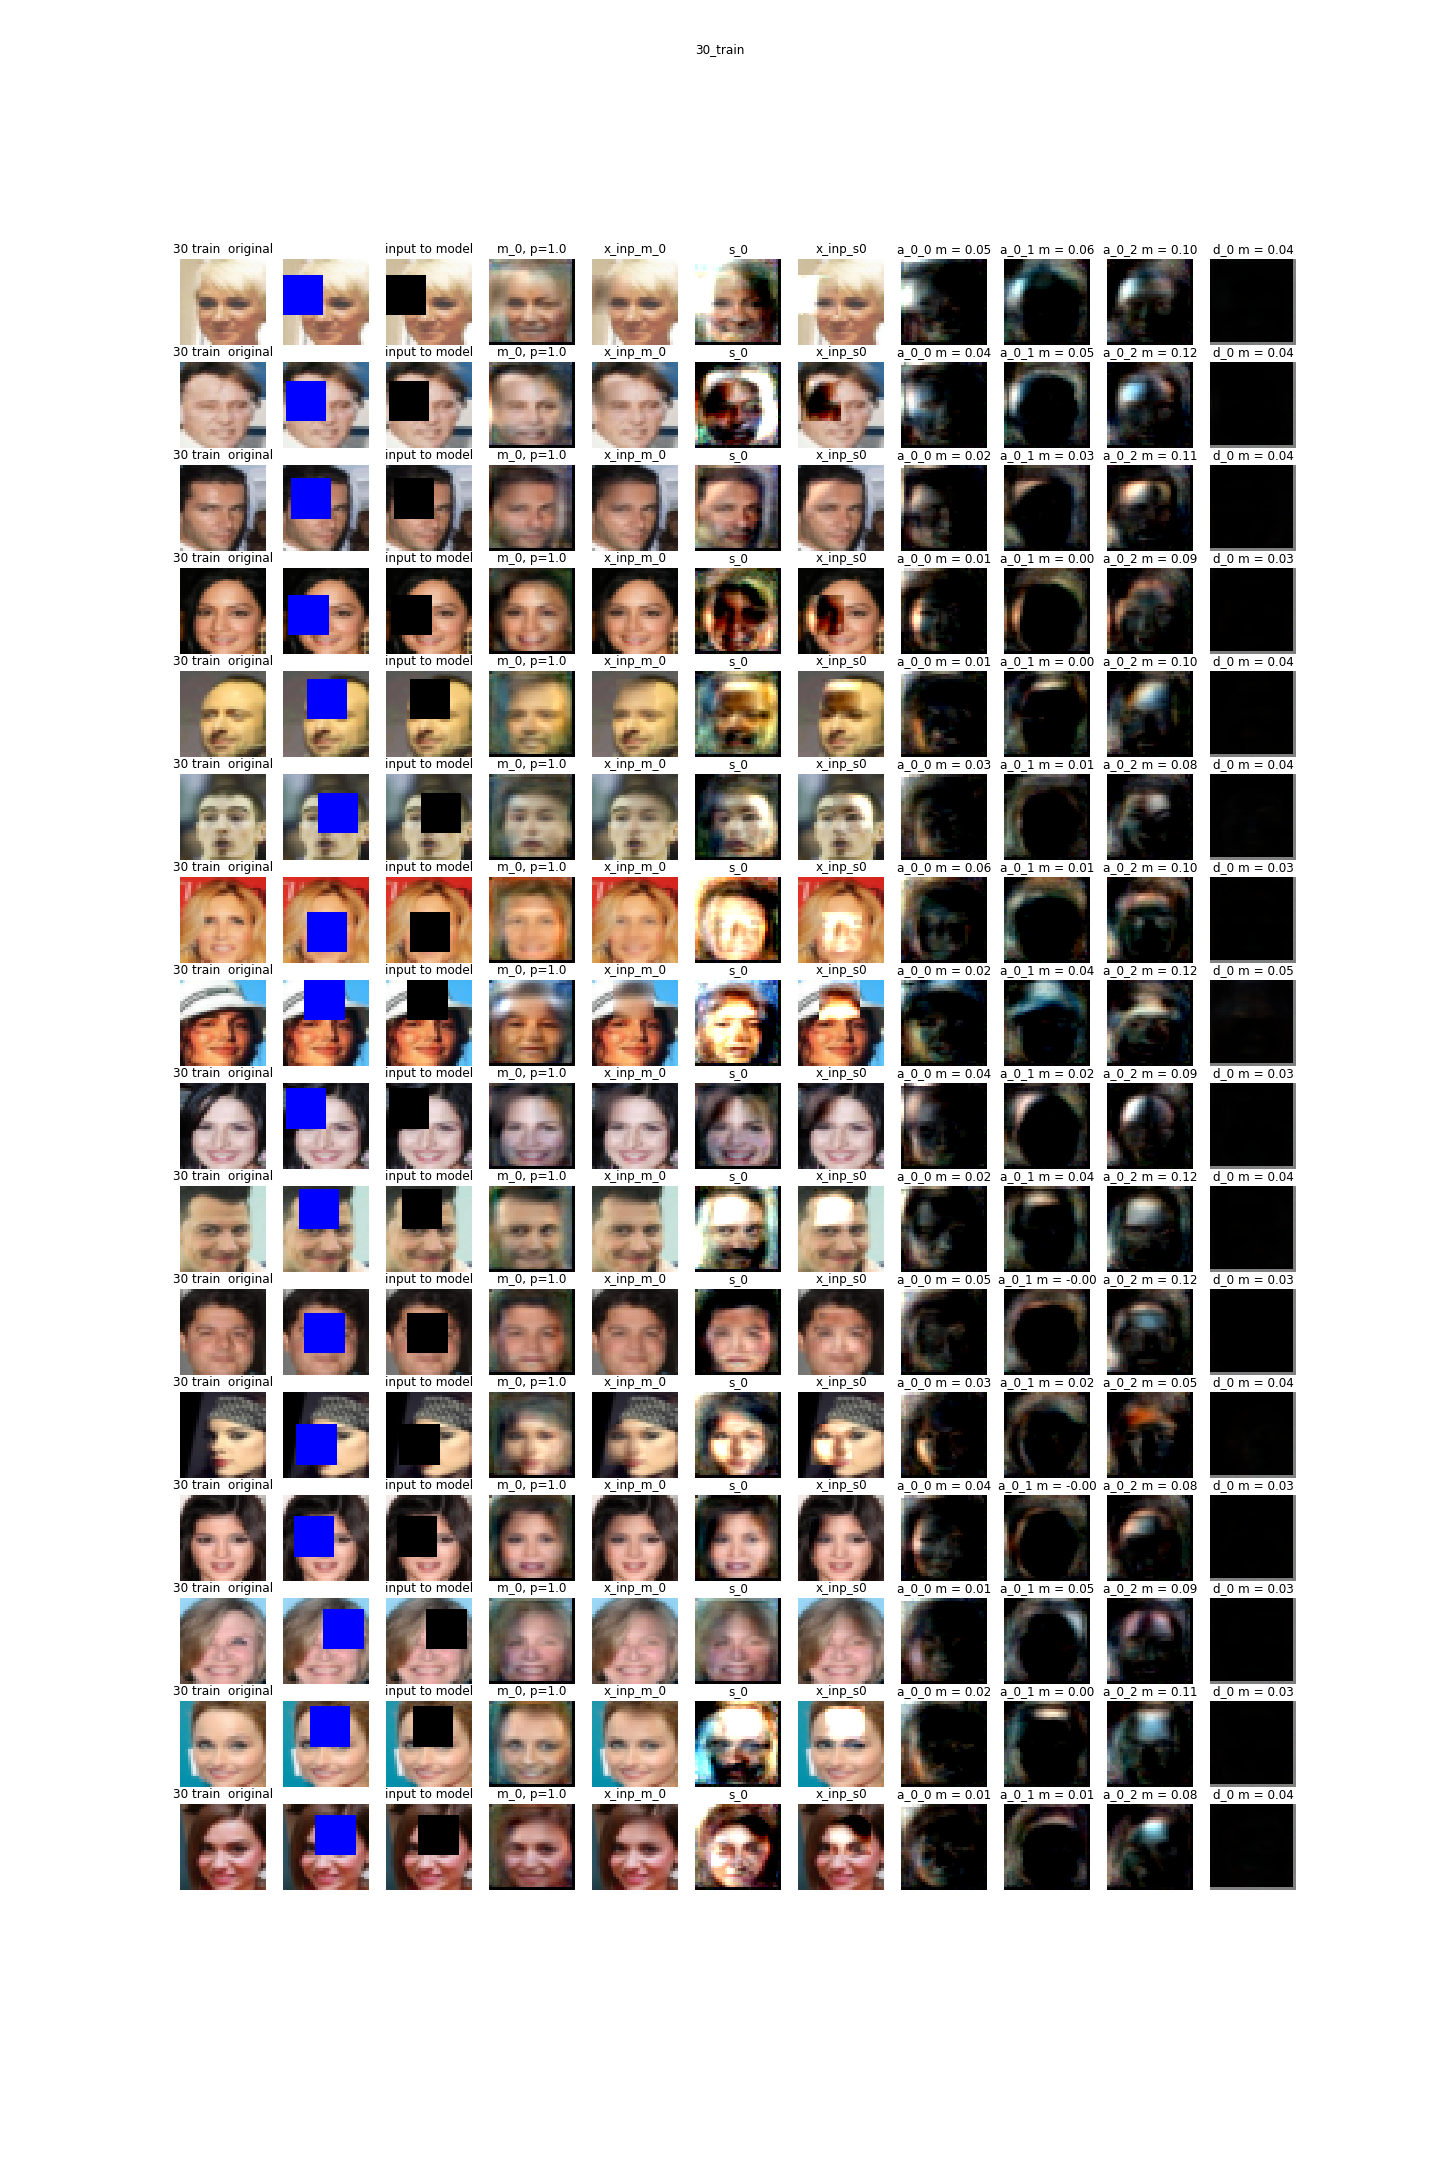 30_train
30 train  original input to model m_0, p=1.0 x_inp_m_0 s_0 x_inp_s0 a_0_0 m = 0.05 a_0_1 m = 0.06 a_0_2 m = 0.10 d_0 m = 0.04
30 train  original input to model m_0, p=1.0 x_inp_m_0 s_0 x_inp_s0 a_0_0 m = 0.04 a_0_1 m = 0.05 a_0_2 m = 0.12 d_0 m = 0.04
30 train  original input to model m_0, p=1.0 x_inp_m_0 s_0 x_inp_s0 a_0_0 m = 0.02 a_0_1 m = 0.03 a_0_2 m = 0.11 d_0 m = 0.04
30 train  original input to model m_0, p=1.0 x_inp_m_0 s_0 x_inp_s0 a_0_0 m = 0.01 a_0_1 m = 0.00 a_0_2 m = 0.09 d_0 m = 0.03
30 train  original input to model m_0, p=1.0 x_inp_m_0 s_0 x_inp_s0 a_0_0 m = 0.01 a_0_1 m = 0.00 a_0_2 m = 0.10 d_0 m = 0.04
30 train  original input to model m_0, p=1.0 x_inp_m_0 s_0 x_inp_s0 a_0_0 m = 0.03 a_0_1 m = 0.01 a_0_2 m = 0.08 d_0 m = 0.04
30 train  original input to model m_0, p=1.0 x_inp_m_0 s_0 x_inp_s0 a_0_0 m = 0.06 a_0_1 m = 0.01 a_0_2 m = 0.10 d_0 m = 0.03
30 train  original input to model m_0, p=1.0 x_inp_m_0 s_0 x_inp_s0 a_0_0 m = 0.02 a_0_1 m = 0.04 a_0_2 m = 0.12 d_0 m = 0.05
30 train  original input to model m_0, p=1.0 x_inp_m_0 s_0 x_inp_s0 a_0_0 m = 0.04 a_0_1 m = 0.02 a_0_2 m = 0.09 d_0 m = 0.03
30 train  original input to model m_0, p=1.0 x_inp_m_0 s_0 x_inp_s0 a_0_0 m = 0.02 a_0_1 m = 0.04 a_0_2 m = 0.12 d_0 m = 0.04
30 train  original input to model m_0, p=1.0 x_inp_m_0 s_0 x_inp_s0 a_0_0 m = 0.05 a_0_1 m = -0.00 a_0_2 m = 0.12 d_0 m = 0.03
30 train  original input to model m_0, p=1.0 x_inp_m_0 s_0 x_inp_s0 a_0_0 m = 0.03 a_0_1 m = 0.02 a_0_2 m = 0.05 d_0 m = 0.04
30 train  original input to model m_0, p=1.0 x_inp_m_0 s_0 x_inp_s0 a_0_0 m = 0.04 a_0_1 m = -0.00 a_0_2 m = 0.08 d_0 m = 0.03
30 train  original input to model m_0, p=1.0 x_inp_m_0 s_0 x_inp_s0 a_0_0 m = 0.01 a_0_1 m = 0.05 a_0_2 m = 0.09 d_0 m = 0.03
30 train  original input to model m_0, p=1.0 x_inp_m_0 s_0 x_inp_s0 a_0_0 m = 0.02 a_0_1 m = 0.00 a_0_2 m = 0.11 d_0 m = 0.03
30 train  original input to model m_0, p=1.0 x_inp_m_0 s_0 x_inp_s0 a_0_0 m = 0.01 a_0_1 m = 0.01 a_0_2 m = 0.08 d_0 m = 0.04